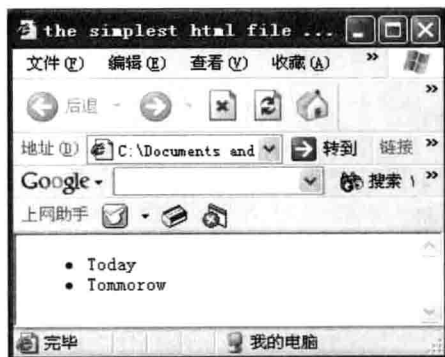 the simplest html file ...
文件(F) 编辑(E) 查看(V) 收藏(A) »
后退 »
地址(D) C:\Documents and 转到 链接 »
Google 搜索 »
上网助手
• Today
• Tommorow
完毕 我的电脑